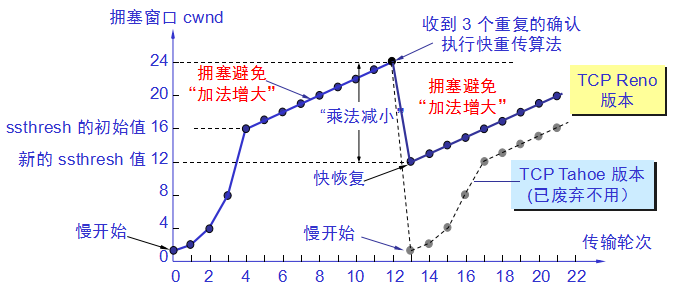 拥塞窗口 cwnd
收到 3 个重复的确认
执行快重传算法
24
拥塞避免
“加法增大”
拥塞避免
“加法增大”
TCP Reno
版本
20
“乘法减小”
ssthresh 的初始值
16
新的 ssthresh 值
12
快恢复
TCP Tahoe 版本
(已废弃不用)
8
慢开始
4
慢开始
传输轮次
0
0 2 4 6 8 10 12 14 16 18 20 22